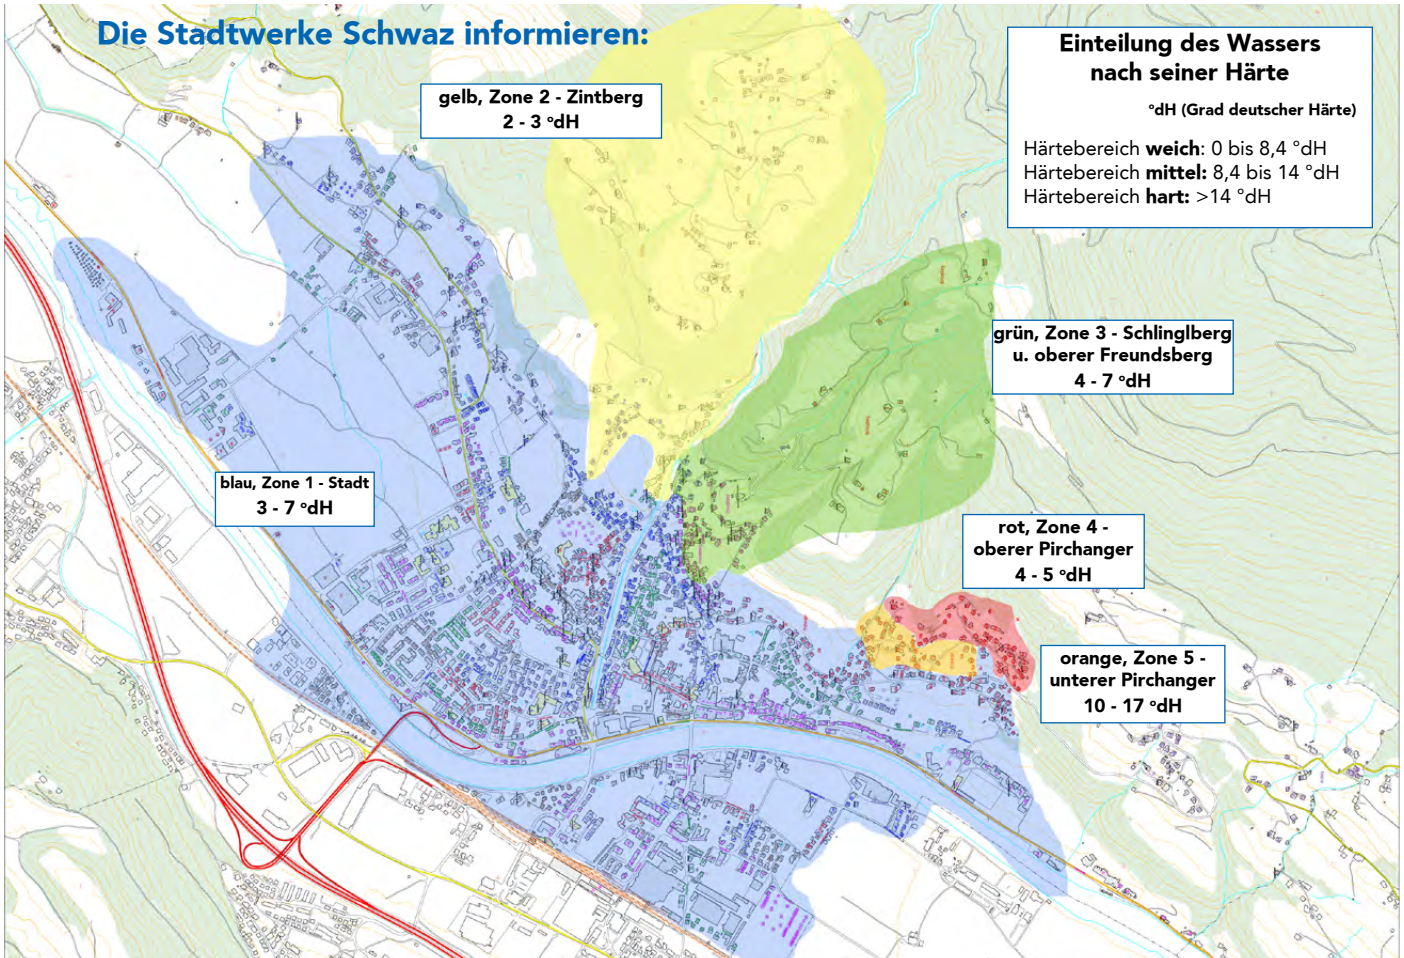 Die Stadtwerke Schwaz informieren:
Einteilung des Wassers
nach seiner Härte
°dH (Grad deutscher Härte)
Härtebereich weich: 0 bis 8,4 °dH
Härtebereich mittel: 8,4 bis 14 °dH
Härtebereich hart: >14 °dH
gelb, Zone 2 - Zintberg
2 - 3 °dH
grün, Zone 3 - Schlinglberg
u. oberer Freundsberg
4 - 7 °dH
blau, Zone 1 - Stadt
3 - 7 °dH
rot, Zone 4 -
oberer Pirchanger
4 - 5 °dH
orange, Zone 5 -
unterer Pirchanger
10 - 17 °dH